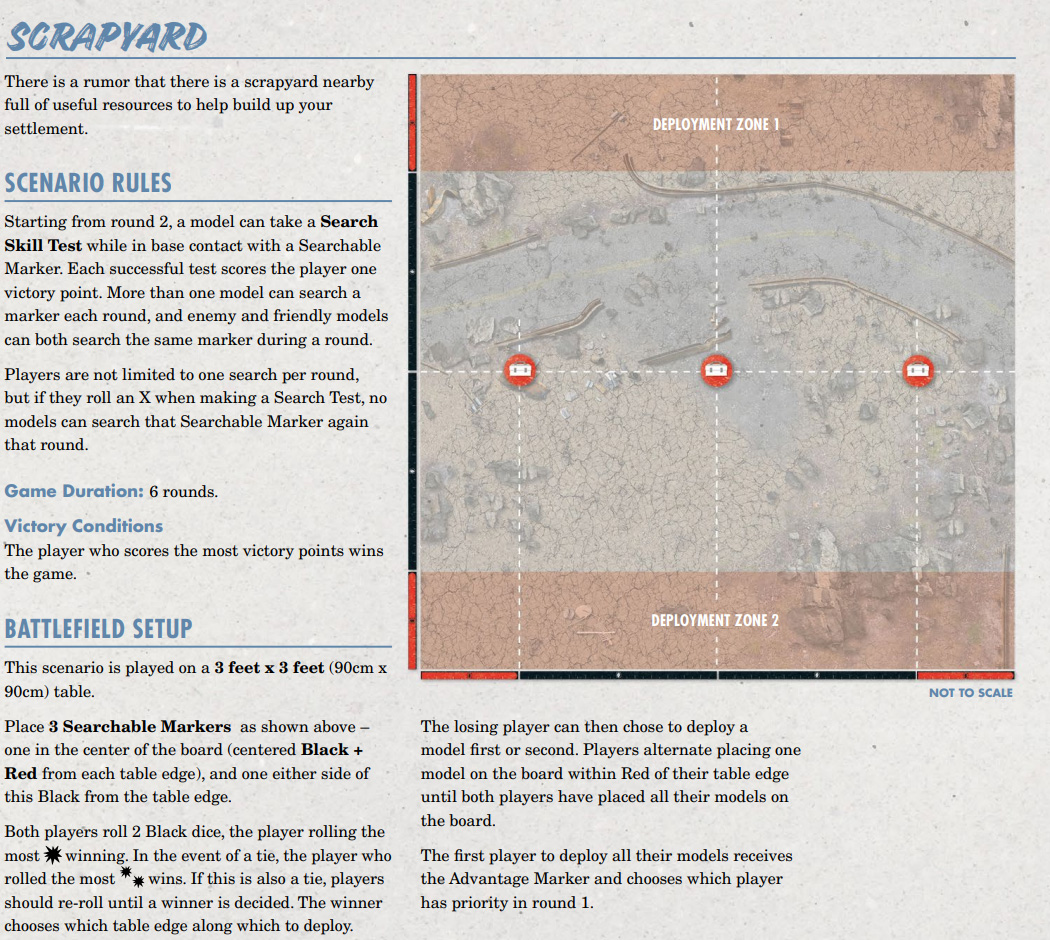 SCRAPYARD
There is a rumor that there is a scrapyard nearby
full of useful resources to help build up your
settlement.
SCENARIO RULES
Starting from round 2, a model can take a Search
Skill Test while in base contact with a Searchable
Marker. Each successful test scores the player one
victory point. More than one model can search a
marker each round, and enemy and friendly models
can both search the same marker during a round.
Players are not limited to one search per round,
but if they roll an X when making a Search Test, no
models can search that Searchable Marker again
that round.
Game Duration: 6 rounds.
Victory Conditions
The player who scores the most victory points wins
the game.
BATTLEFIELD SETUP
This scenario is played on a 3 feet x 3 feet (90cm x
90cm) table.
Place 3 Searchable Markers as shown above –
one in the center of the board (centered Black +
Red from each table edge), and one either side of
this Black from the table edge.
Both players roll 2 Black dice, the player rolling the
most winning. In the event of a tie, the player who
rolled the most wins. If this is also a tie, players
should re-roll until a winner is decided. The winner
chooses which table edge along which to deploy.
DEPLOYMENT ZONE 1
DEPLOYMENT ZONE 2
NOT TO SCALE
The losing player can then chose to deploy a
model first or second. Players alternate placing one
model on the board within Red of their table edge
until both players have placed all their models on
the board.
The first player to deploy all their models receives
the Advantage Marker and chooses which player
has priority in round 1.